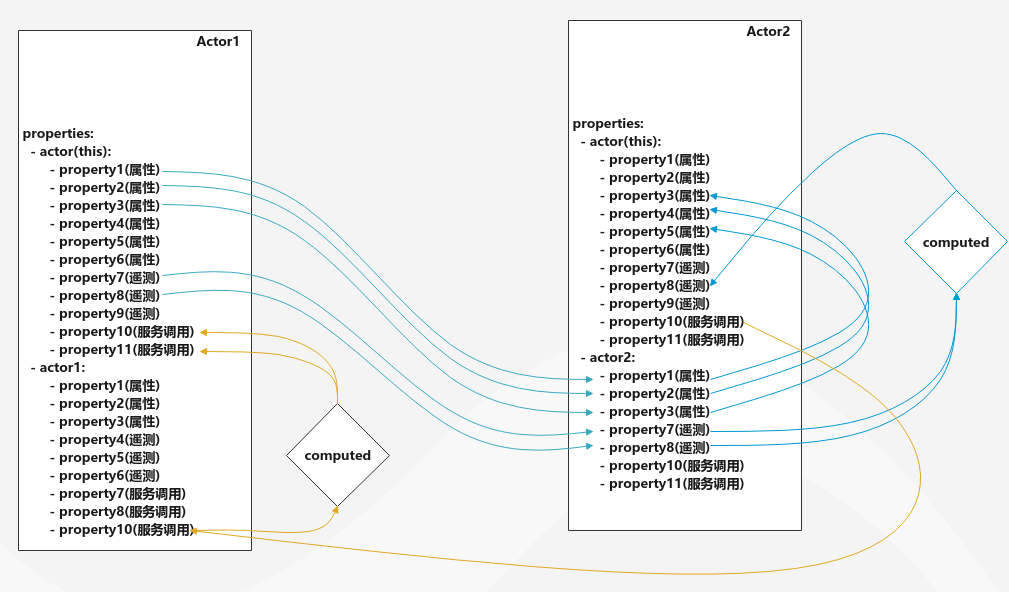 Actor1
properties:
- actor(this):
- property1(属性)
- property2(属性)
- property3(属性)
- property4(属性)
- property5(属性)
- property6(属性)
- property7(遥测)
- property8(遥测)
- property9(遥测)
- property10(服务调用)
- property11(服务调用)
- actor1:
- property1(属性)
- property2(属性)
- property3(属性)
- property4(遥测)
- property5(遥测)
- property6(遥测)
- property7(服务调用)
- property8(服务调用)
- property10(服务调用)
computed
Actor2
properties:
- actor(this):
- property1(属性)
- property2(属性)
- property3(属性)
- property4(属性)
- property5(属性)
- property6(属性)
- property7(遥测)
- property8(遥测)
- property9(遥测)
- property10(服务调用)
- property11(服务调用)
- actor2:
- property1(属性)
- property2(属性)
- property3(属性)
- property7(遥测)
- property8(遥测)
- property10(服务调用)
- property11(服务调用)
computed